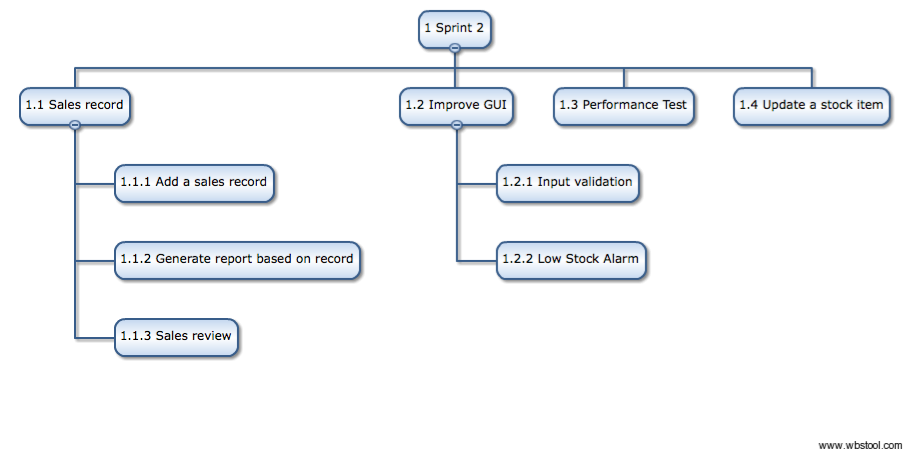 1 Sprint 2
1.1 Sales record
1.2 Improve GUI
1.3 Performance Test
1.4 Update a stock item
1.1.1 Add a sales record
1.2.1 Input validation
1.1.2 Generate report based on record
1.2.2 Low Stock Alarm
1.1.3 Sales review
www.wbstool.com